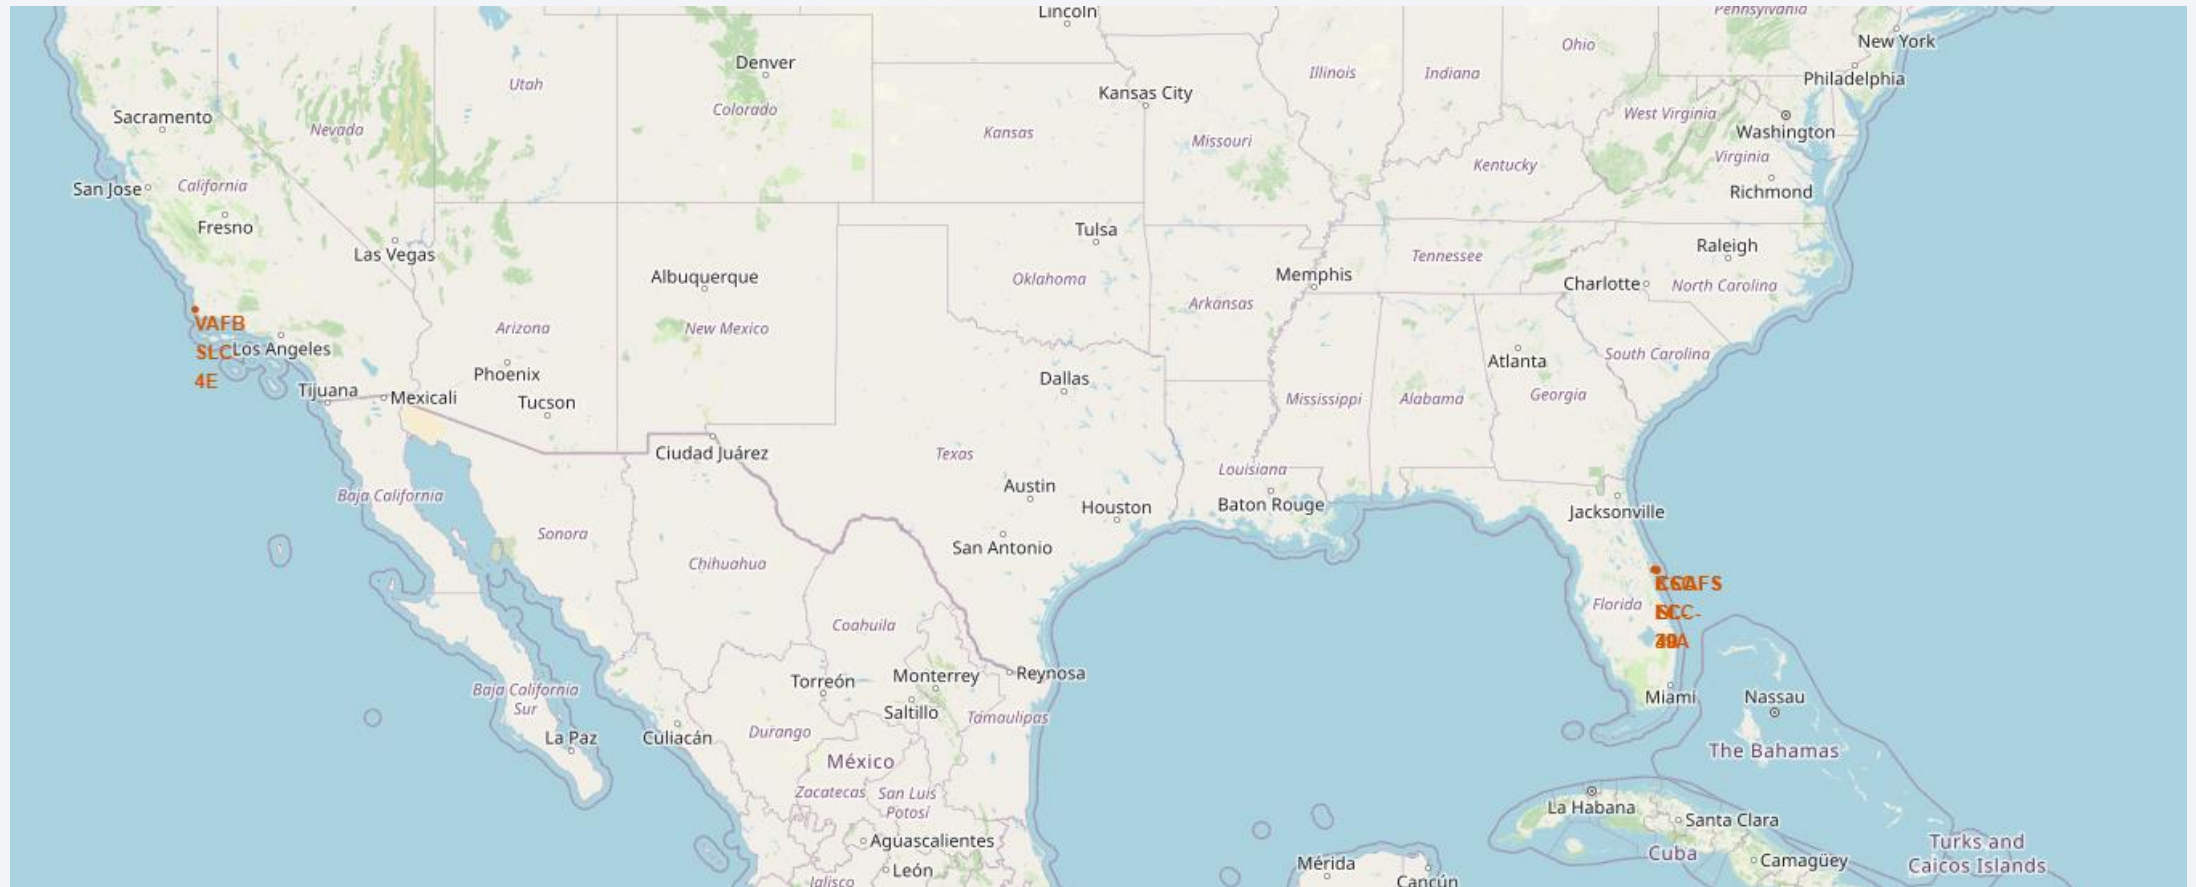 Lincoln
Pennsylvania
New York
Ohio
Denver
Illinois
Indiana
Utah
Philadelphia
Kansas City
Colorado
West Virginia
Sacramento
Nevada
Kansas
Washington
Missouri
Virginia
Kentucky
San Jose
California
Richmond
Fresno
Tulsa
Raleigh
Las Vegas
Tennessee
Albuquerque
Oklahoma
Memphis
Charlotte
North Carolina
Arkansas
VAFB
SLC
4E
Arizona
New Mexico
Los Angeles
South Carolina
Atlanta
Phoenix
Dallas
Tijuana
Mexicali
Tucson
Mississippi
Alabama
Georgia
Ciudad Juárez
Texas
Louisiana
Baja California
Austin
Houston
Baton Rouge
Jacksonville
Sonora
San Antonio
Chihuahua
Florida
Coahuila
Torreón
Monterrey
Reynosa
Baja California
Sur
Miami
Nassau
Saltillo
Tamaulipas
La Paz
Culiacán
Durango
The Bahamas
México
Zacatecas
San Luis
Potosí
La Habana
Santa Clara
Aguascalientes
Turks and
Caicos Islands
Cuba
Camagüey
Mérida
León
Jalisco
Cancún